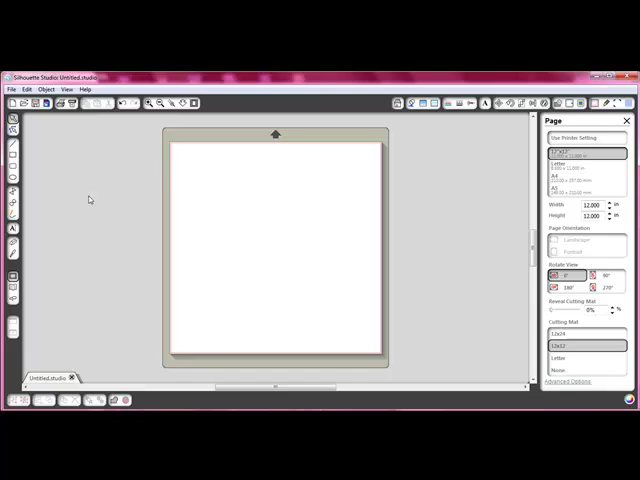 Silhouette Studio: Untitled.studio
File Edit Object View Help
Page
Use Printer Setting
12"x12"
Letter
A4
A5
Width 12.000 in
Height 12.000 in
Page Orientation
Landscape
Portrait
Rotate View
0° 90°
180° 270°
Reveal Cutting Mat
0% %
Cutting Mat
12x24
12x12
Letter
None
Advanced Options
Untitled.studio